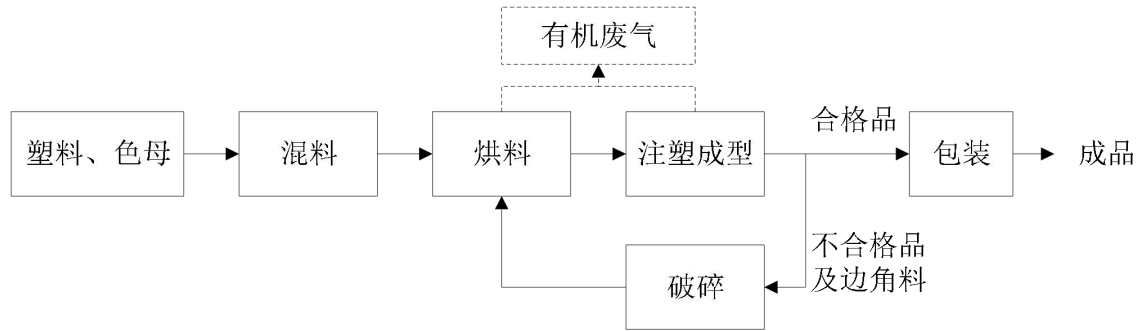 有机废气
塑料、色母
混料
烘料
注塑成型
合格品
包装
成品
不合格品
及边角料
破碎